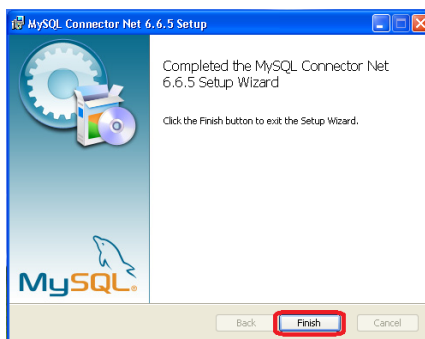 MySQL Connector Net 6.6.5 Setup
Completed the MySQL Connector Net
6.6.5 Setup Wizard
Click the Finish button to exit the Setup Wizard.
MySQL®
Back Finish Cancel